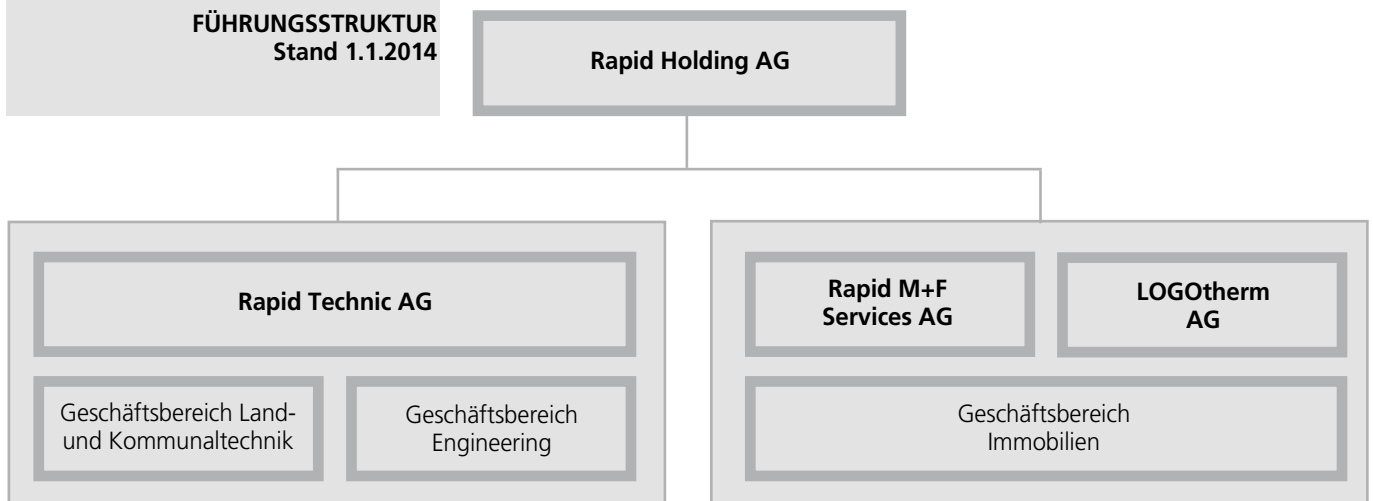 FÜHRUNGSSTRUKTUR
Stand 1.1.2014
Rapid Holding AG
Rapid Technic AG
Geschäftsbereich Land-
und Kommunaltechnik
Geschäftsbereich
Engineering
Rapid M+F
Services AG
LOGOtherm
AG
Geschäftsbereich
Immobilien